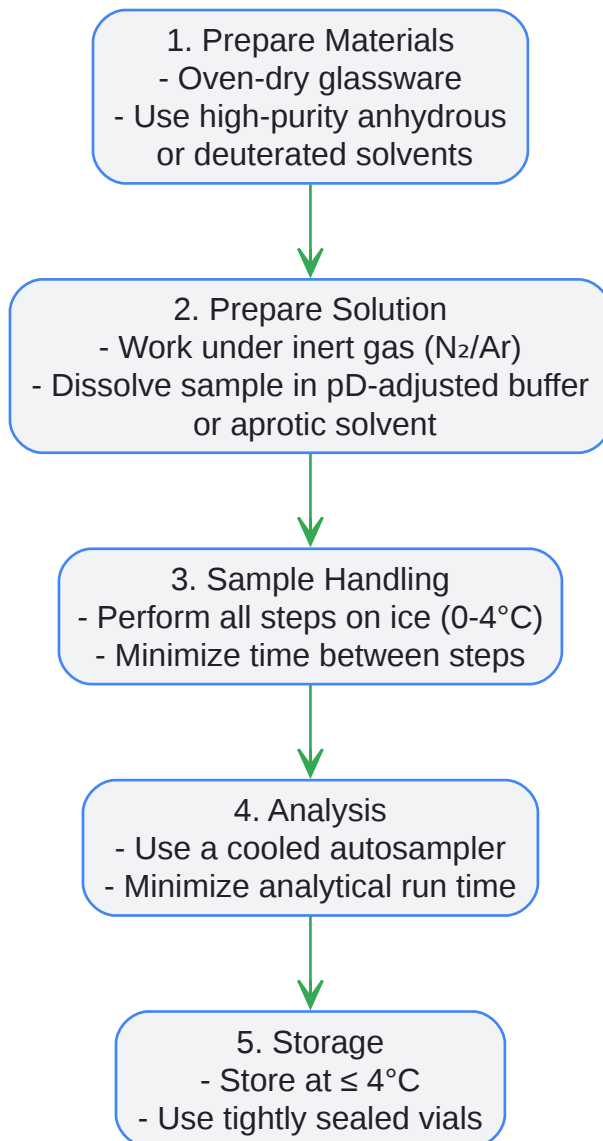 1. Prepare Materials
- Oven-dry glassware
- Use high-purity anhydrous
or deuterated solvents
2. Prepare Solution
- Work under inert gas (N₂/Ar)
- Dissolve sample in pD-adjusted buffer
or aprotic solvent
3. Sample Handling
- Perform all steps on ice (0-4°C)
- Minimize time between steps
4. Analysis
- Use a cooled autosampler
- Minimize analytical run time
5. Storage
- Store at ≤ 4°C
- Use tightly sealed vials